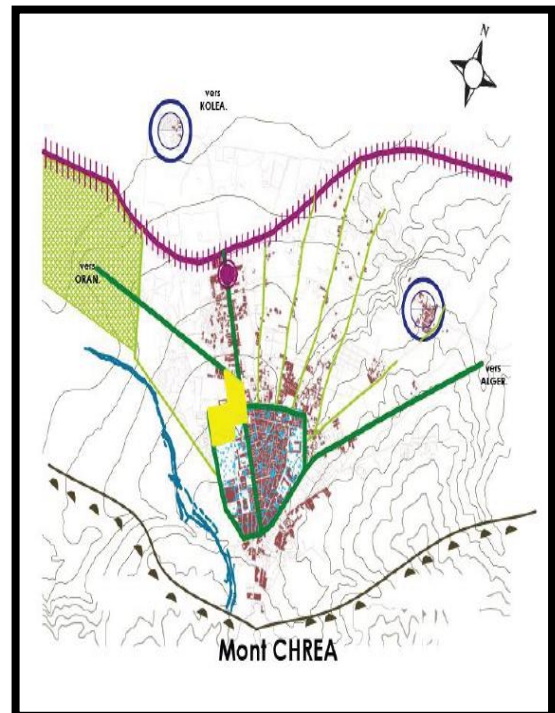 N
vers
KOLEA.
vers
ORAN.
vers
ALGER.
Mont CHREA